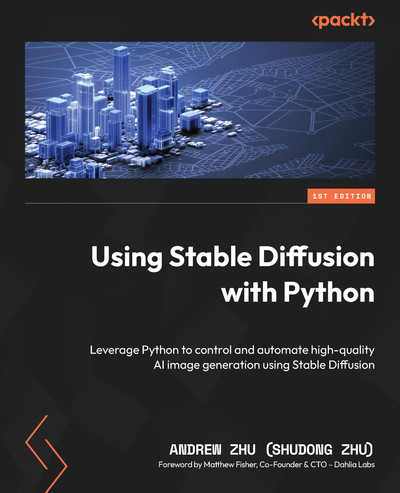 <packt>
1ST EDITION
Using Stable Diffusion
with Python
Leverage Python to control and automate high-quality
AI image generation using Stable Diffusion
ANDREW ZHU (SHUDONG ZHU)
Foreword by Matthew Fisher, Co-Founder & CTO – Dahlia Labs